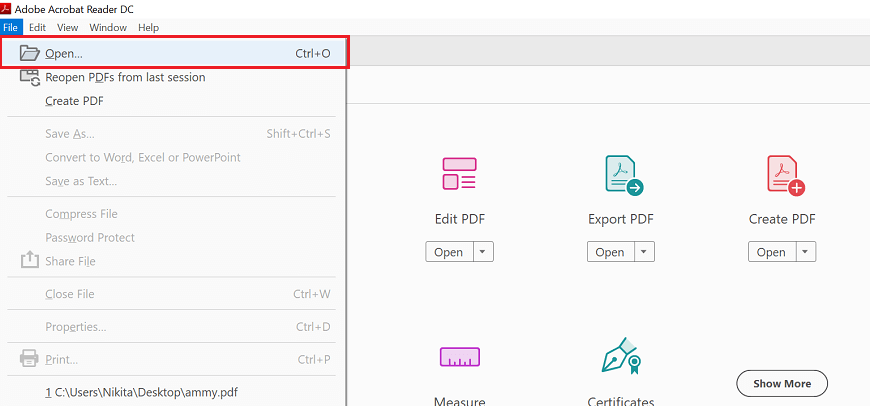 Adobe Acrobat Reader DC
File Edit View Window Help
Open... Ctrl+O
Reopen PDFs from last session
Create PDF
Save As... Shift+Ctrl+S
Convert to Word, Excel or PowerPoint
Save as Text...
Compress File
Password Protect
Share File
Close File Ctrl+W
Properties... Ctrl+D
Print... Ctrl+P
1 C:\Users\Nikita\Desktop\ammy.pdf
Edit PDF Export PDF Create PDF
Open Open Open
Measure Certificates
Show More